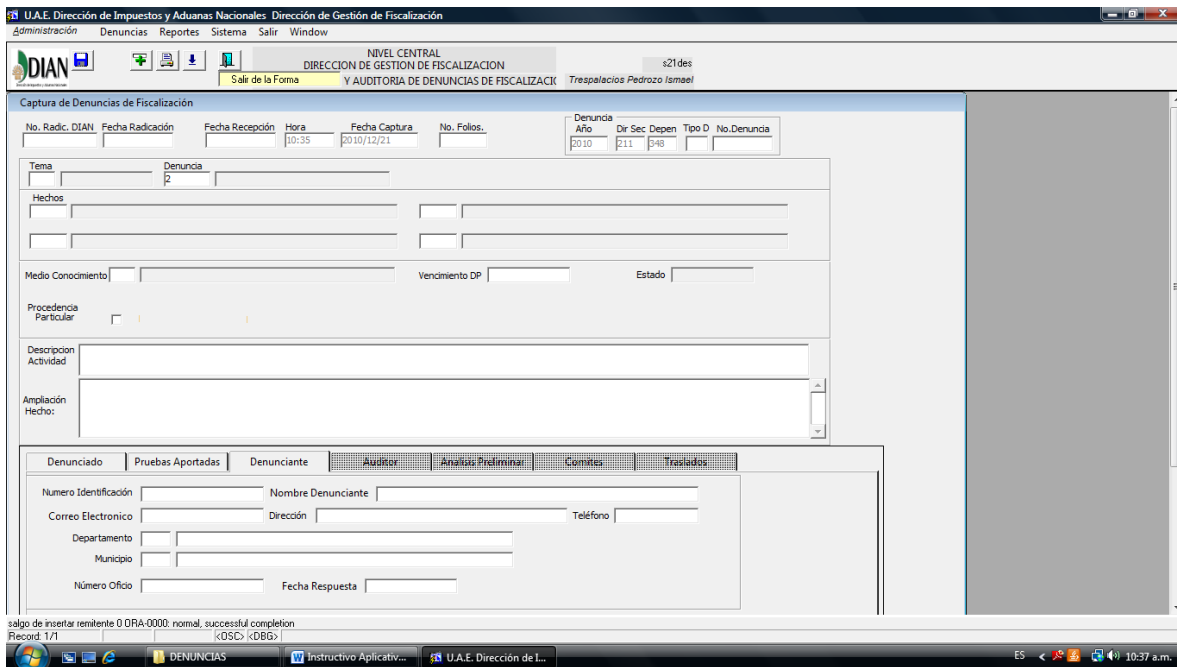 U.A.E. Dirección de Impuestos y Aduanas Nacionales Dirección de Gestión de Fiscalización
Administración Denuncias Reportes Sistema Salir Window
DIAN
Salir de la Forma
NIVEL CENTRAL
DIRECCION DE GESTION DE FISCALIZACION
Y AUDITORIA DE DENUNCIAS DE FISCALIZACIO
s21des
Trespalacios Pedrozo Ismael
Captura de Denuncias de Fiscalización
No. Radic. DIAN Fecha Radicación Fecha Recepción Hora Fecha Captura No. Folios.
10:35 2010/12/21
Denuncia
Año Dir Sec Depen Tipo D No.Denuncia
2010 211 348
Tema Denuncia
2
Hechos
Medio Conocimiento Vencimiento DP Estado
Procedencia
Particular
Descripcion
Actividad
Ampliación
Hecho:
Denunciado Pruebas Aportadas Denunciante Auditor Analisis Preliminar Comites Traslados
Numero Identificación Nombre Denunciante
Correo Electronico Dirección Teléfono
Departamento
Municipio
Número Oficio Fecha Respuesta
salgo de insertar remitente 0 ORA-0000: normal, successful completion
Record: 1/1 <OSC> <DBG>
DENUNCIAS Instructivo Aplicativ... U.A.E. Dirección de I... ES 10:37 a.m.